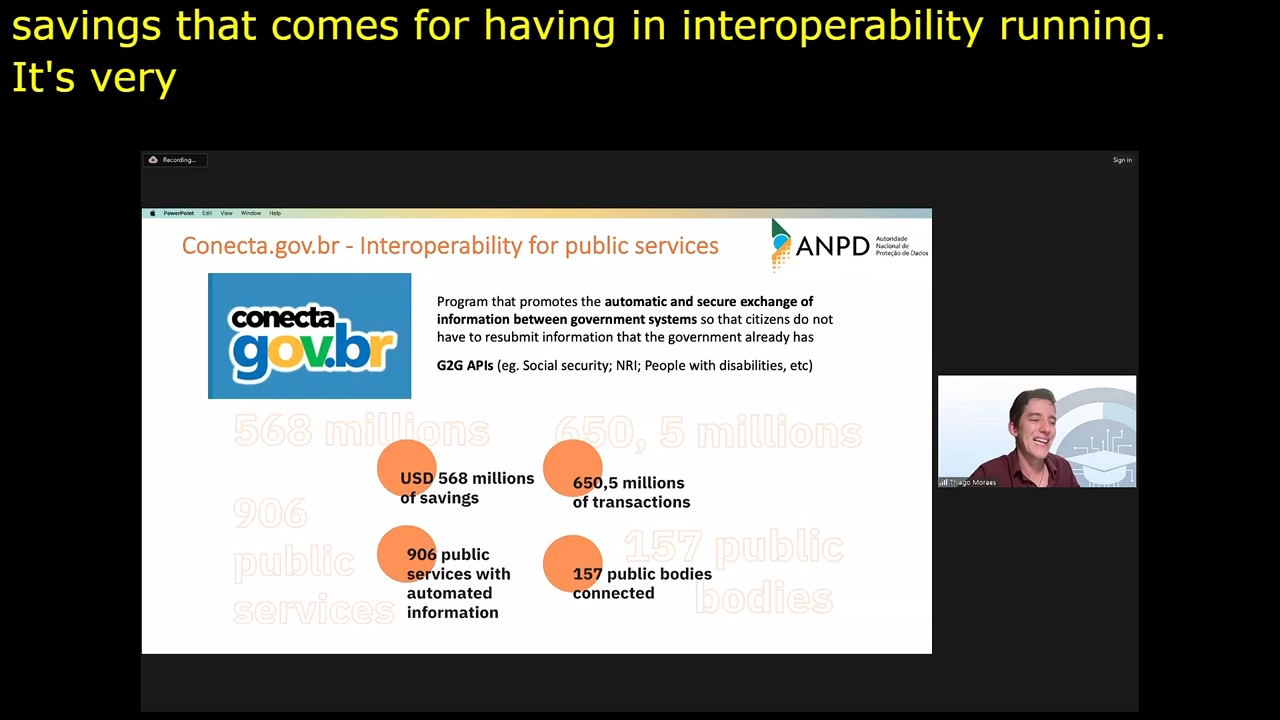 savings that comes for having in interoperability running.
It's very
Recording...
Sign in
PowerPoint Edit View Window Help
Conecta.gov.br - Interoperability for public services
ANPD
Autoridade
Nacional de
Proteção de Dados
conecta
gov.br
Program that promotes the automatic and secure exchange of
information between government systems so that citizens do not
have to resubmit information that the government already has
G2G APIs (eg. Social security; NRI; People with disabilities, etc)
568 millions
650, 5 millions
USD 568 millions
of savings
650,5 millions
of transactions
906
public
services
157 public
bodies
906 public
services with
automated
information
157 public bodies
connected
Thiago Moraes